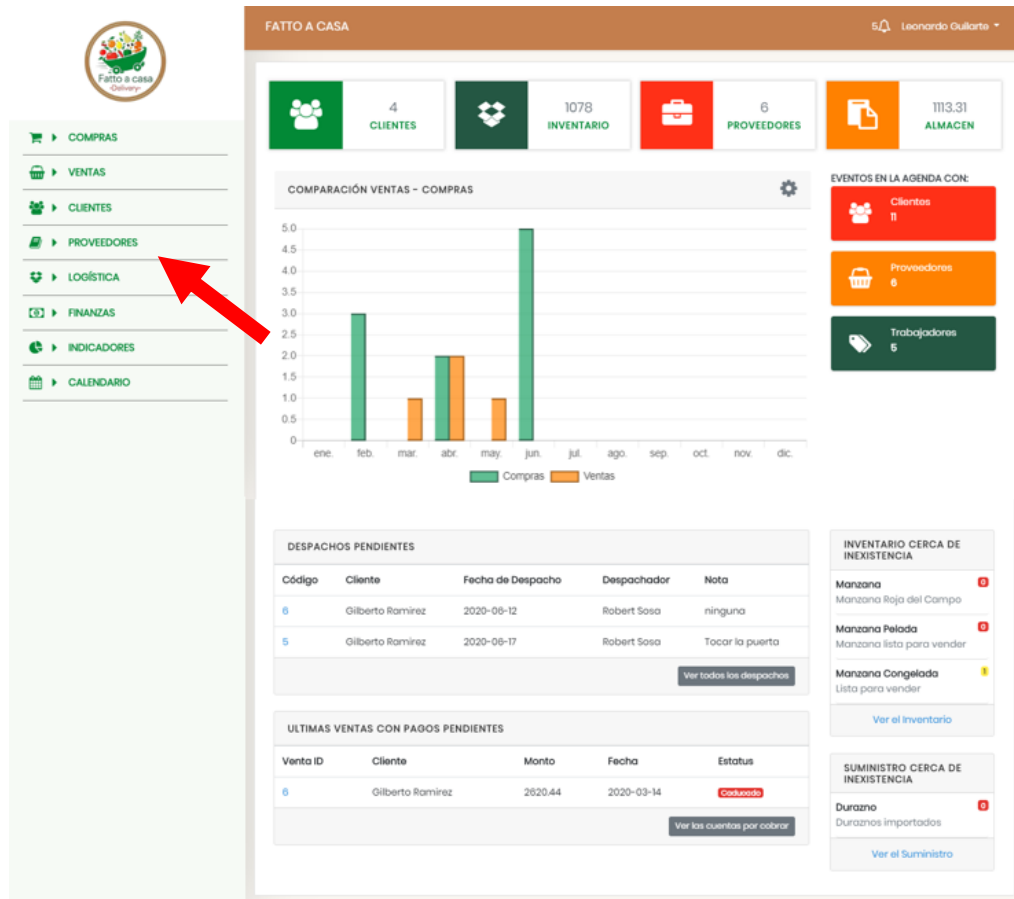 Fatto a casa
-Delivery-
COMPRAS
VENTAS
CLIENTES
PROVEEDORES
LOGÍSTICA
FINANZAS
INDICADORES
CALENDARIO
FATTO A CASA
5 Leonardo Guilarte
4
CLIENTES
1078
INVENTARIO
6
PROVEEDORES
1113.31
ALMACEN
COMPARACIÓN VENTAS - COMPRAS
5.0
4.5
4.0
3.5
3.0
2.5
2.0
1.5
1.0
0.5
0
ene. feb. mar. abr. may. jun. jul. ago. sep. oct. nov. dic.
Compras Ventas
EVENTOS EN LA AGENDA CON:
Clientes
11
Proveedores
6
Trabajadores
5
DESPACHOS PENDIENTES
Código Cliente Fecha de Despacho Despachador Nota
6 Gilberto Ramirez 2020-06-12 Robert Sosa ninguna
5 Gilberto Ramirez 2020-06-17 Robert Sosa Tocar la puerta
Ver todos los despachos
ULTIMAS VENTAS CON PAGOS PENDIENTES
Venta ID Cliente Monto Fecha Estatus
6 Gilberto Ramirez 2620.44 2020-03-14 Caducado
Ver las cuentas por cobrar
INVENTARIO CERCA DE
INEXISTENCIA
Manzana 0
Manzana Roja del Campo
Manzana Pelada 0
Manzana lista para vender
Manzana Congelada 1
Lista para vender
Ver el Inventario
SUMINISTRO CERCA DE
INEXISTENCIA
Durazno 0
Duraznos importados
Ver el Suministro